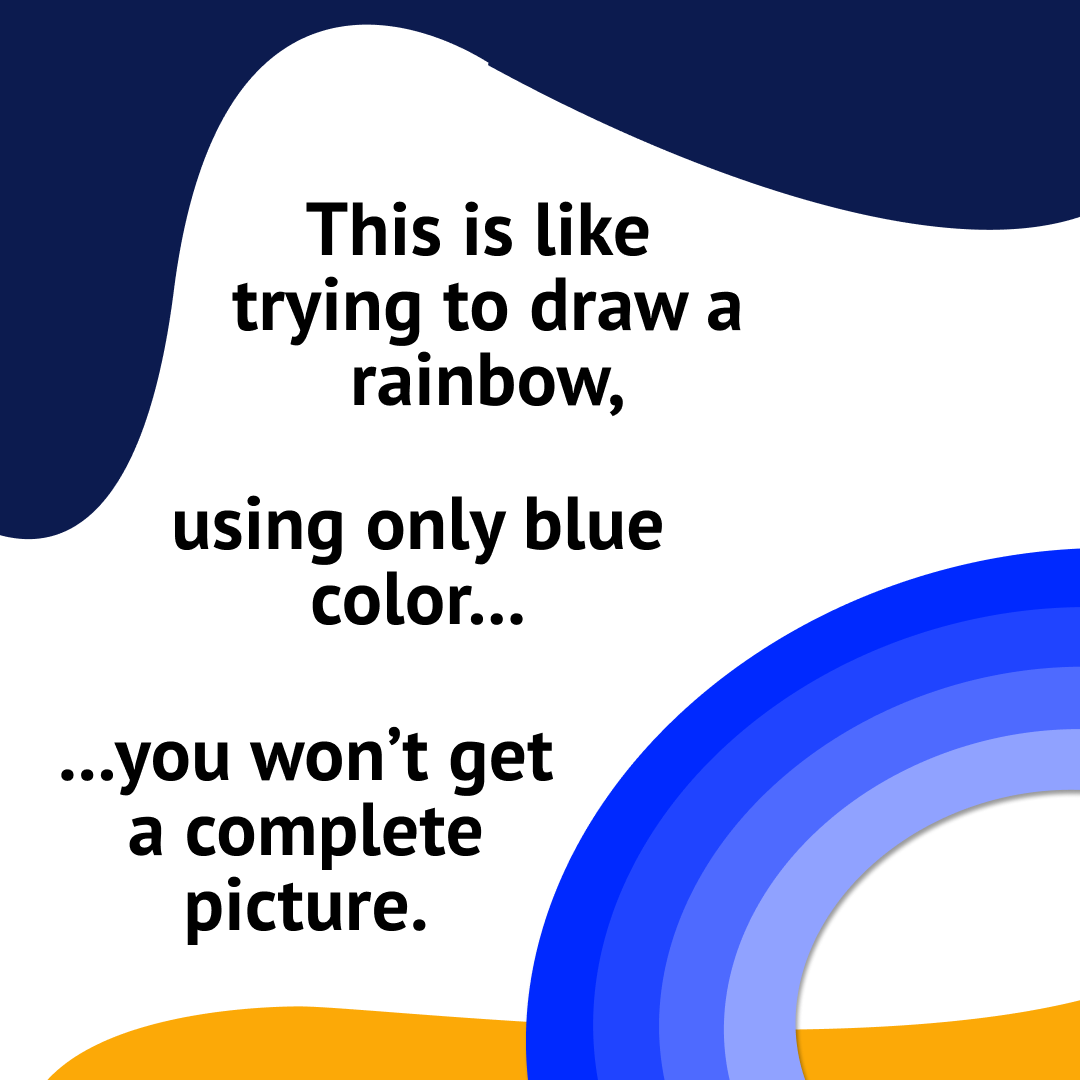 This is like
trying to draw a
rainbow,
using only blue
color...
...you won’t get
a complete
picture.